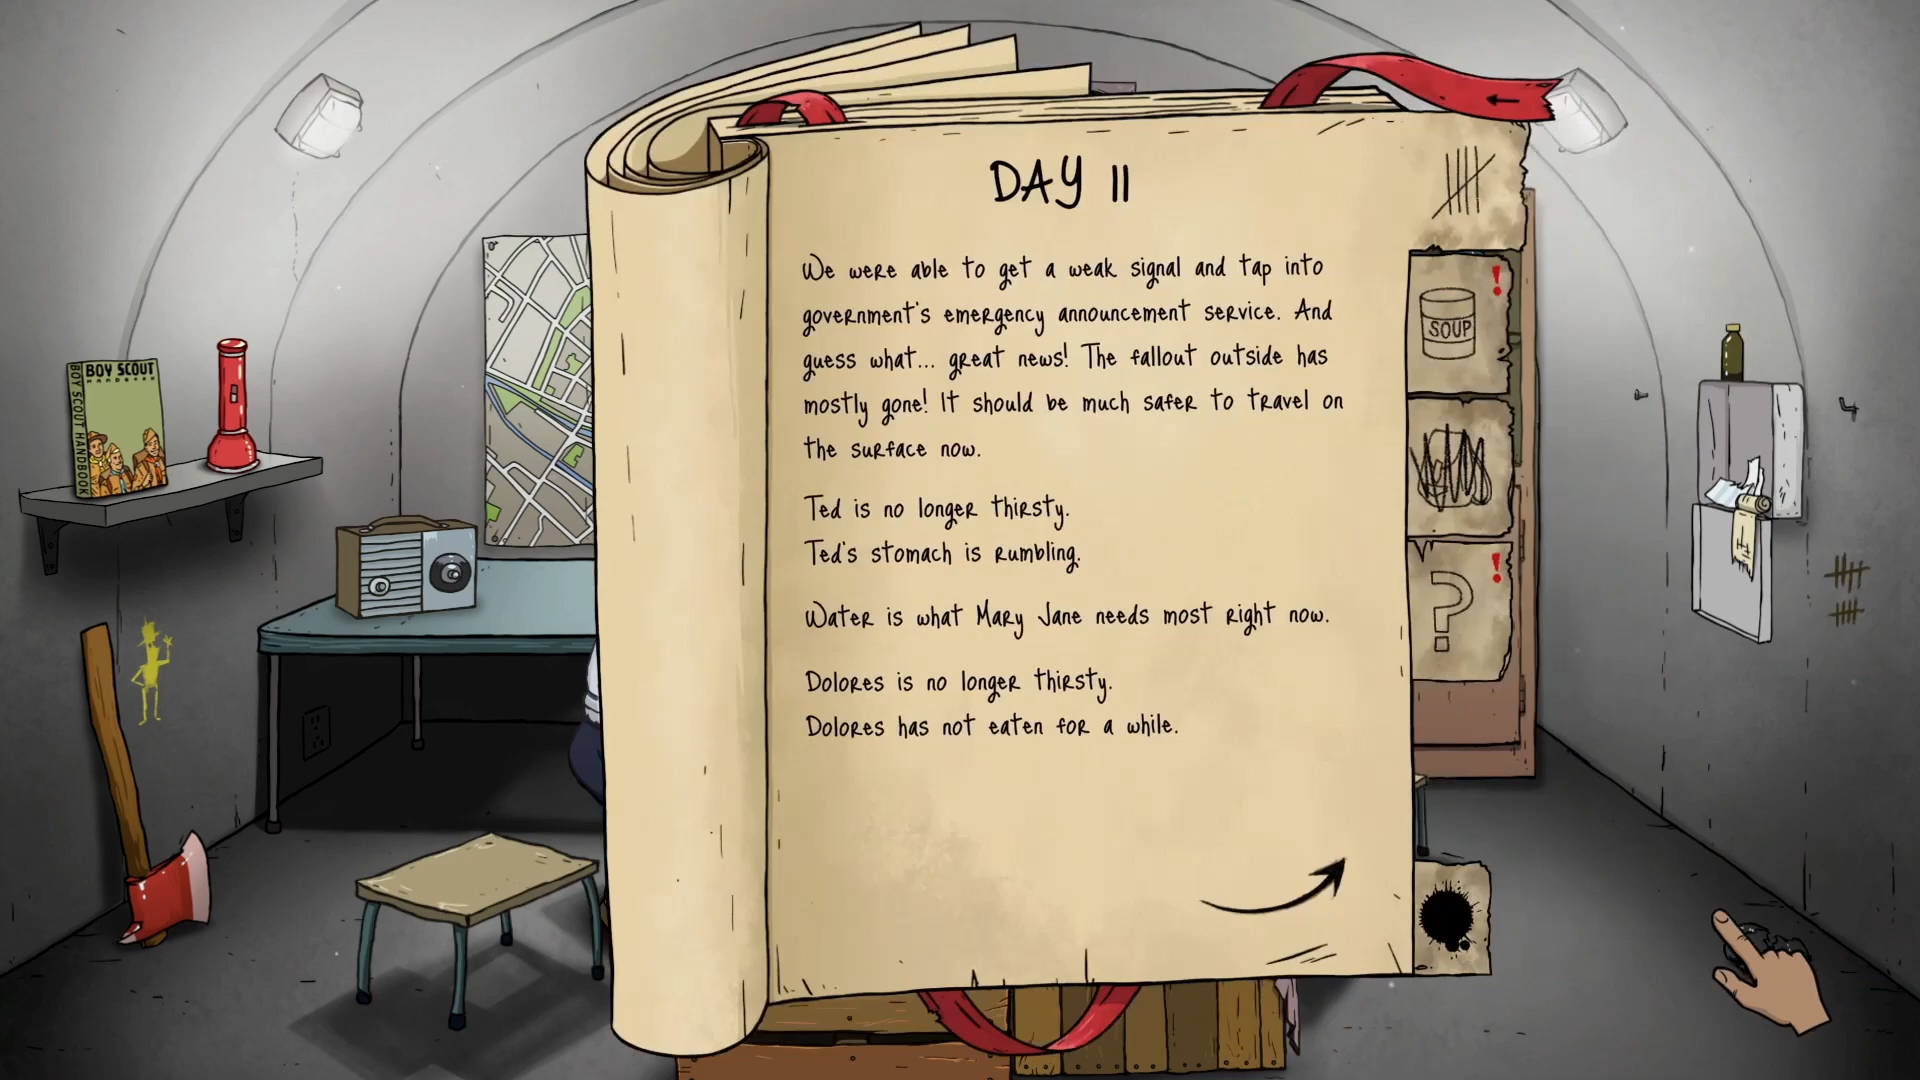 DAY 11
We were able to get a weak signal and tap into
government's emergency announcement service. And
guess what... great news! The fallout outside has
mostly gone! It should be much safer to travel on
the surface now.
Ted is no longer thirsty.
Ted's stomach is rumbling.
Water is what Mary Jane needs most right now.
Dolores is no longer thirsty.
Dolores has not eaten for a while.
SOUP
!
?
!
BOY SCOUT
HANDBOOK
BOY SCOUT HANDBOOK